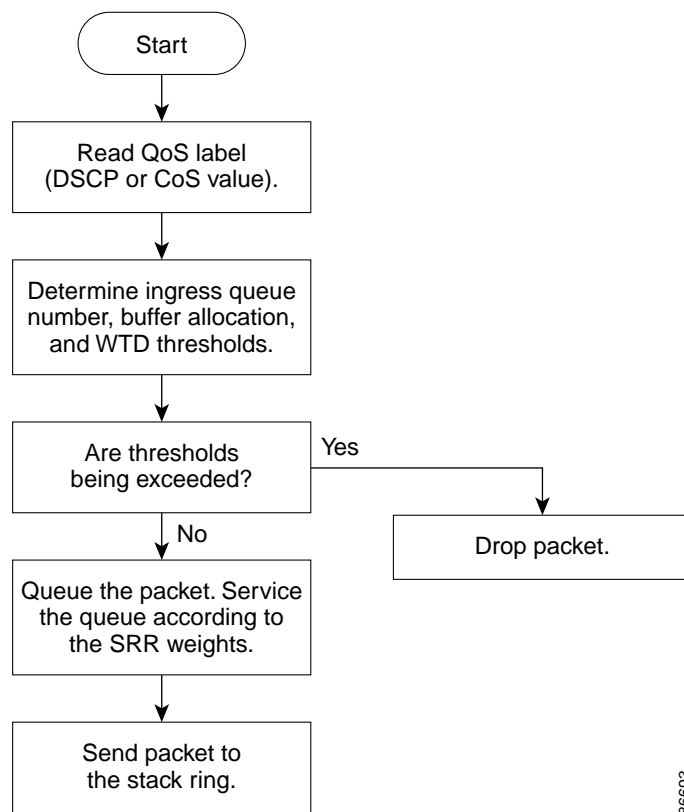 Start
Read QoS label
(DSCP or CoS value).
Determine ingress queue
number, buffer allocation,
and WTD thresholds.
Are thresholds
being exceeded?
Yes
Drop packet.
No
Queue the packet. Service
the queue according to
the SRR weights.
Send packet to
the stack ring.